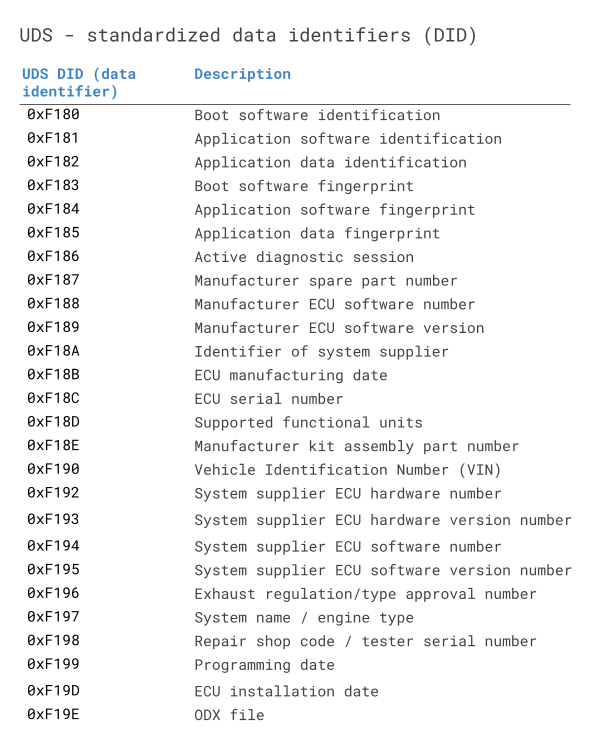 UDS - standardized data identifiers (DID)
UDS DID (data identifier) Description
0xF180 Boot software identification
0xF181 Application software identification
0xF182 Application data identification
0xF183 Boot software fingerprint
0xF184 Application software fingerprint
0xF185 Application data fingerprint
0xF186 Active diagnostic session
0xF187 Manufacturer spare part number
0xF188 Manufacturer ECU software number
0xF189 Manufacturer ECU software version
0xF18A Identifier of system supplier
0xF18B ECU manufacturing date
0xF18C ECU serial number
0xF18D Supported functional units
0xF18E Manufacturer kit assembly part number
0xF190 Vehicle Identification Number (VIN)
0xF192 System supplier ECU hardware number
0xF193 System supplier ECU hardware version number
0xF194 System supplier ECU software number
0xF195 System supplier ECU software version number
0xF196 Exhaust regulation/type approval number
0xF197 System name / engine type
0xF198 Repair shop code / tester serial number
0xF199 Programming date
0xF19D ECU installation date
0xF19E ODX file